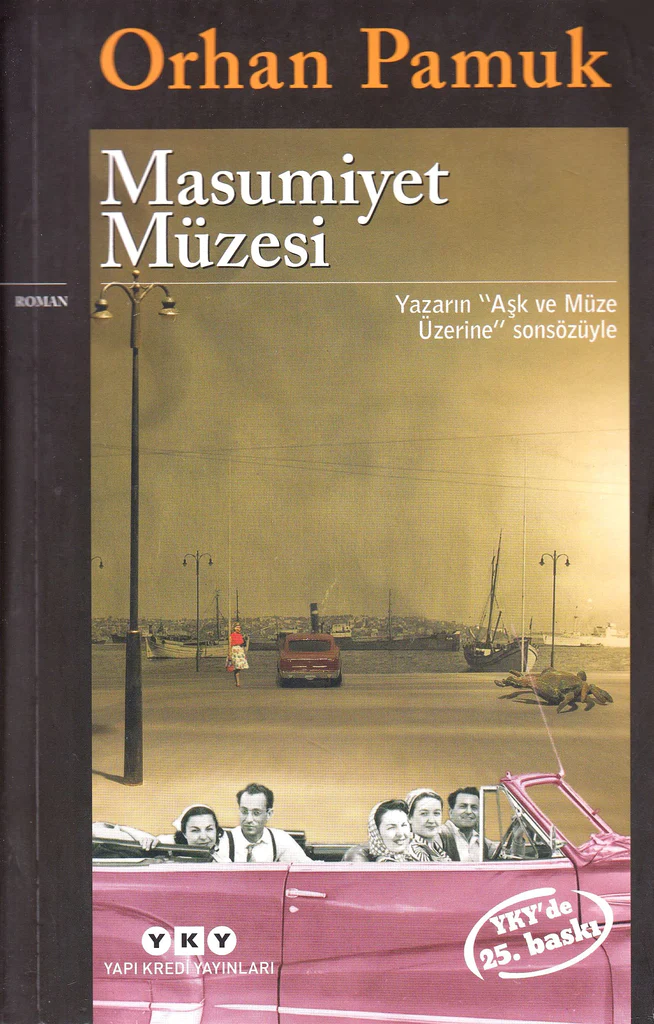 Orhan Pamuk
Masumiyet
Müzesi
ROMAN
Yazarın "Aşk ve Müze
Üzerine" sonsözüyle
YKY'de
25. baskı
YKY
YAPI KREDİ YAYINLARI